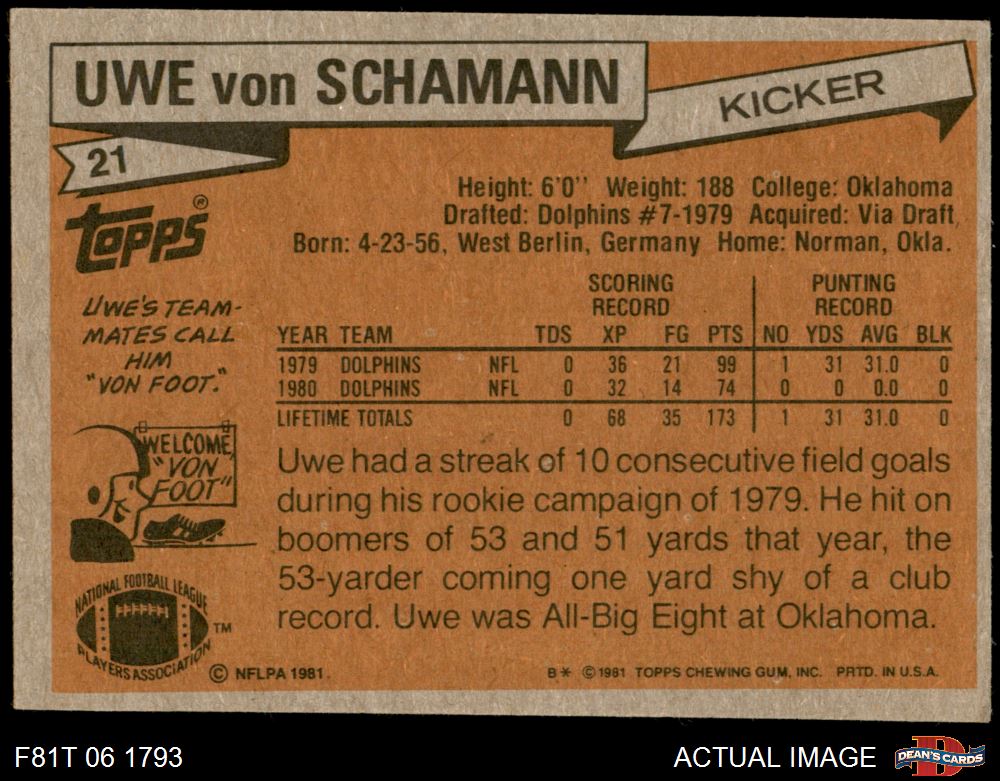 UWE von SCHAMANN
KICKER
21
TOPPS®
Height: 6'0" Weight: 188 College: Oklahoma
Drafted: Dolphins #7-1979 Acquired: Via Draft
Born: 4-23-56, West Berlin, Germany Home: Norman, Okla.
UWE'S TEAM-
MATES CALL
HIM
"VON FOOT."
WELCOME
"VON
FOOT"
SCORING RECORD PUNTING RECORD
YEAR TEAM TDS XP FG PTS NO YDS AVG BLK
1979 DOLPHINS NFL 0 36 21 99 1 31 31.0 0
1980 DOLPHINS NFL 0 32 14 74 0 0 0.0 0
LIFETIME TOTALS 0 68 35 173 1 31 31.0 0
Uwe had a streak of 10 consecutive field goals
during his rookie campaign of 1979. He hit on
boomers of 53 and 51 yards that year, the
53-yarder coming one yard shy of a club
record. Uwe was All-Big Eight at Oklahoma.
NATIONAL FOOTBALL LEAGUE
PLAYERS ASSOCIATION
TM
© NFLPA 1981.
B* ©1981 TOPPS CHEWING GUM, INC. PRTD. IN U.S.A.
F81T 06 1793
ACTUAL IMAGE
D
DEAN'S CARDS